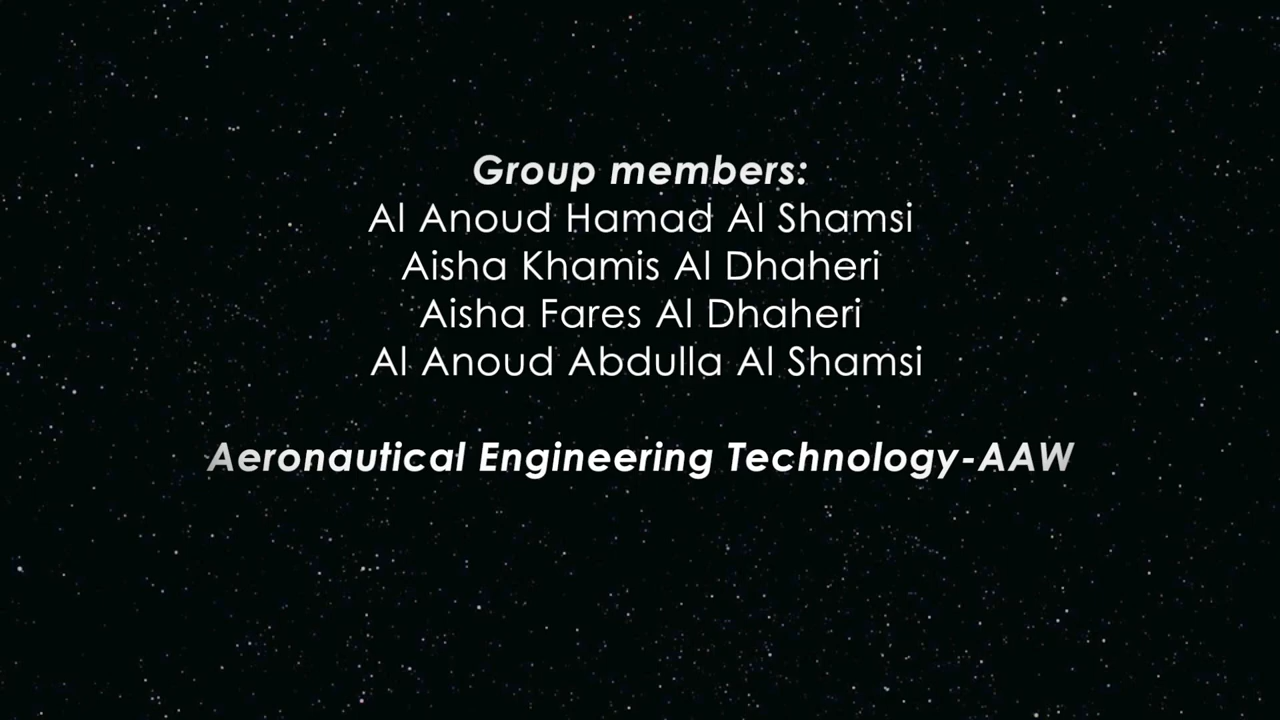 Group members:
Al Anoud Hamad Al Shamsi
Aisha Khamis Al Dhaheri
Aisha Fares Al Dhaheri
Al Anoud Abdulla Al Shamsi
Aeronautical Engineering Technology-AAW